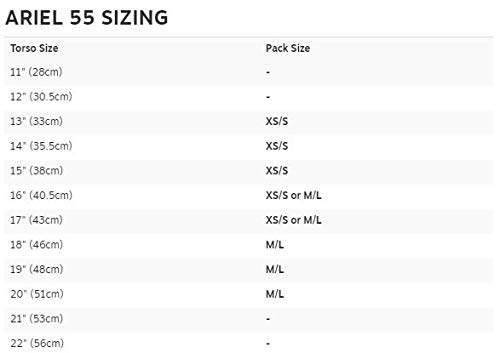 ARIEL 55 SIZING
Torso Size Pack Size
11" (28cm) -
12" (30.5cm) -
13" (33cm) XS/S
14" (35.5cm) XS/S
15" (38cm) XS/S
16" (40.5cm) XS/S or M/L
17" (43cm) XS/S or M/L
18" (46cm) M/L
19" (48cm) M/L
20" (51cm) M/L
21" (53cm) -
22" (56cm) -